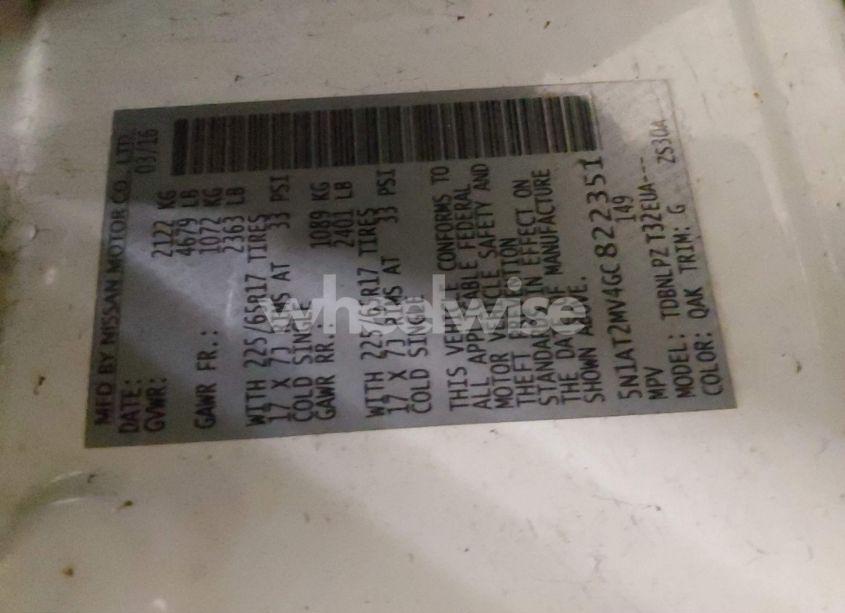 MFD BY NISSAN MOTOR CO., LTD.
DATE: 03/16
GVWR: 2122 KG
4679 LB
GAWR FR.: 1072 KG
2363 LB
WITH 225/65R17 TIRES
17 X 7J RIMS AT 33 PSI
COLD SINGLE
GAWR RR.: 1089 KG
2401 LB
WITH 225/65R17 TIRES
17 X 7J RIMS AT 33 PSI
COLD SINGLE
THIS VEHICLE CONFORMS TO
ALL APPLICABLE FEDERAL
MOTOR VEHICLE SAFETY AND
THEFT PREVENTION
STANDARDS IN EFFECT ON
THE DATE OF MANUFACTURE
SHOWN ABOVE.
5N1AT2MV4GC822351
MPV 149
MODEL: TDBNLPZ T32EUA---
COLOR: QAK TRIM: G 2S30A
wheelwise